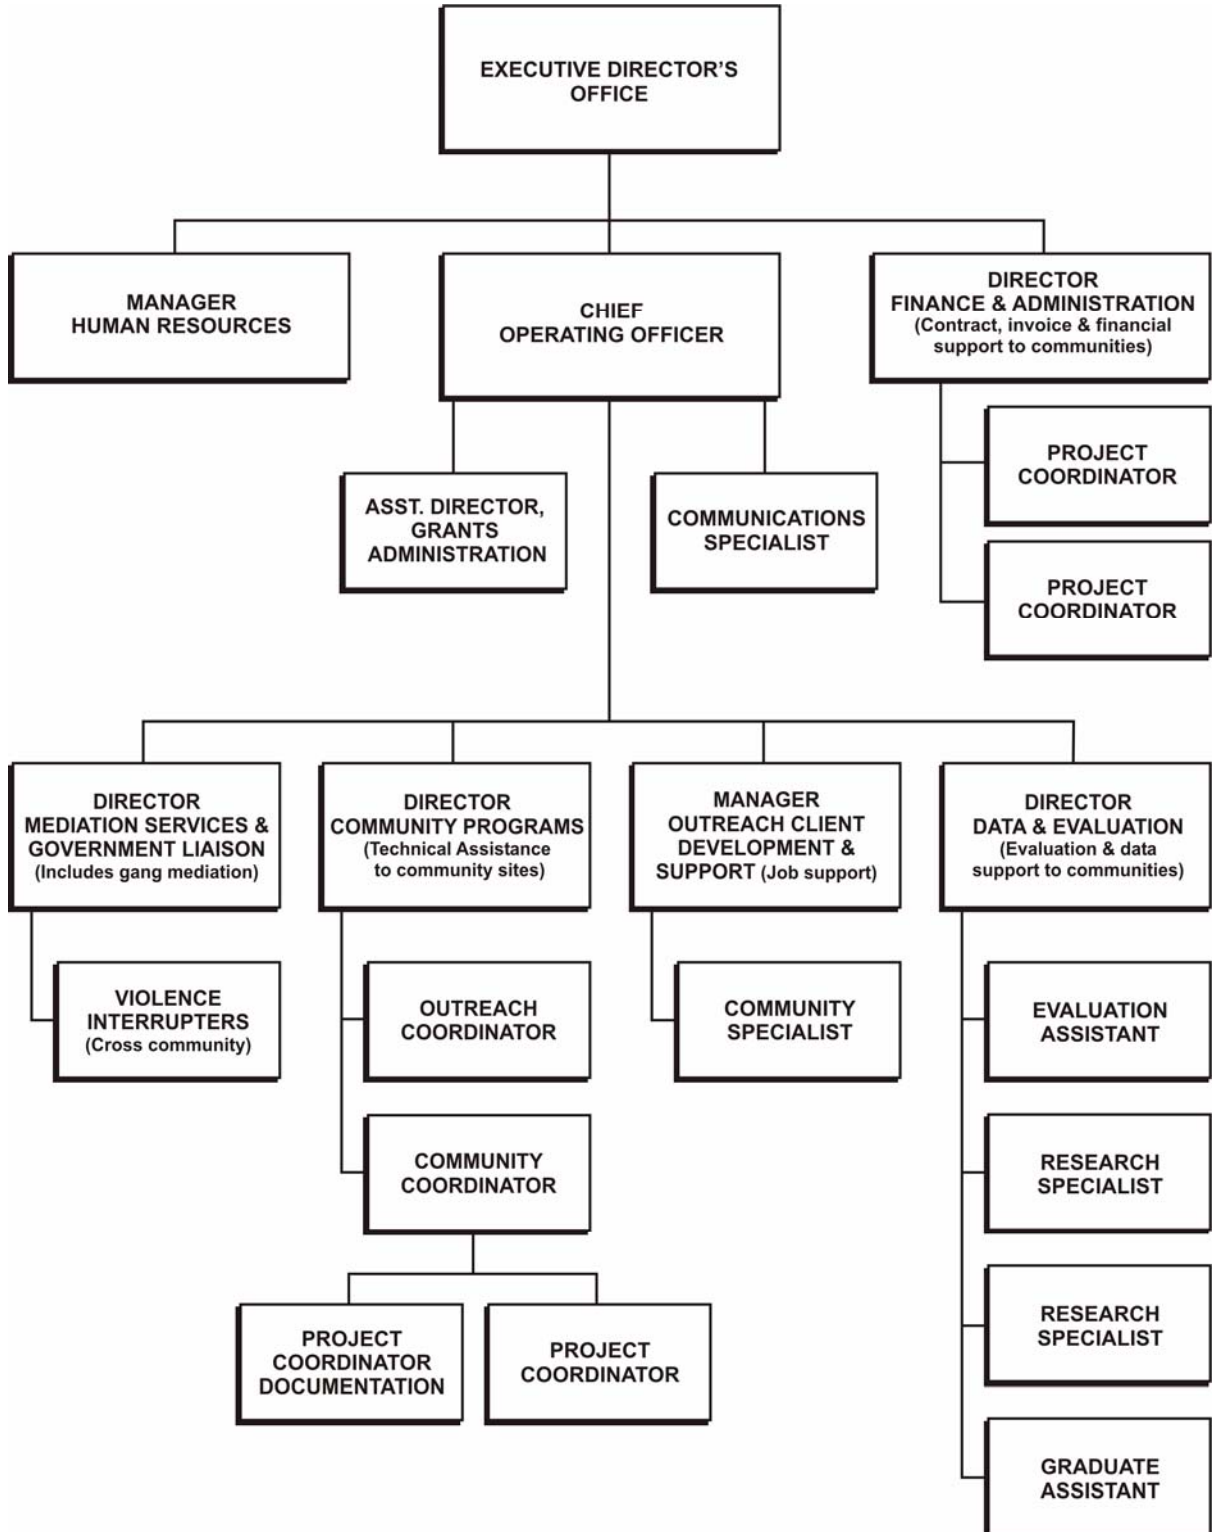 EXECUTIVE DIRECTOR'S
OFFICE
MANAGER
HUMAN RESOURCES
CHIEF
OPERATING OFFICER
DIRECTOR
FINANCE & ADMINISTRATION
(Contract, invoice & financial
support to communities)
PROJECT
COORDINATOR
PROJECT
COORDINATOR
ASST. DIRECTOR,
GRANTS
ADMINISTRATION
COMMUNICATIONS
SPECIALIST
DIRECTOR
MEDIATION SERVICES &
GOVERNMENT LIAISON
(Includes gang mediation)
DIRECTOR
COMMUNITY PROGRAMS
(Technical Assistance
to community sites)
MANAGER
OUTREACH CLIENT
DEVELOPMENT &
SUPPORT (Job support)
DIRECTOR
DATA & EVALUATION
(Evaluation & data
support to communities)
VIOLENCE
INTERRUPTERS
(Cross community)
OUTREACH
COORDINATOR
COMMUNITY
SPECIALIST
EVALUATION
ASSISTANT
COMMUNITY
COORDINATOR
RESEARCH
SPECIALIST
PROJECT
COORDINATOR
DOCUMENTATION
PROJECT
COORDINATOR
RESEARCH
SPECIALIST
GRADUATE
ASSISTANT